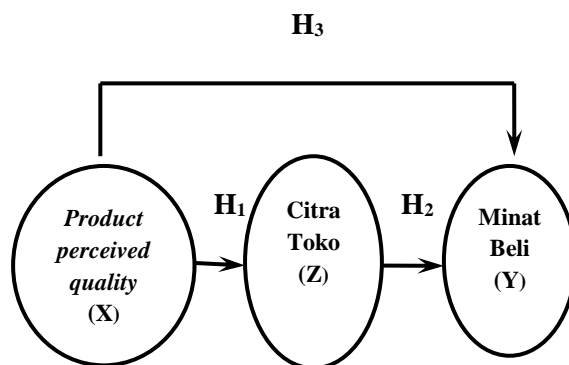 H₃
Product
perceived
quality
(X)
H₁
Citra
Toko
(Z)
H₂
Minat
Beli
(Y)